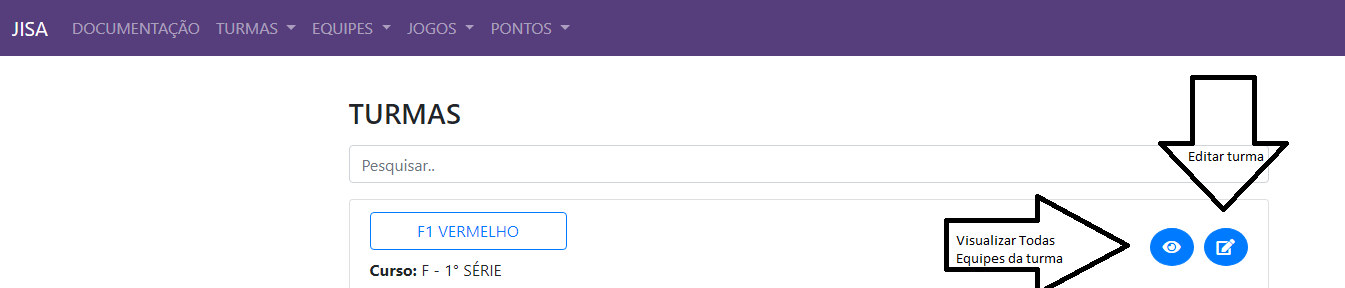 JISA DOCUMENTAÇÃO TURMAS EQUIPES JOGOS PONTOS
TURMAS
Pesquisar..
Editar turma
F1 VERMELHO
Visualizar Todas
Equipes da turma
Curso: F - 1° SÉRIE